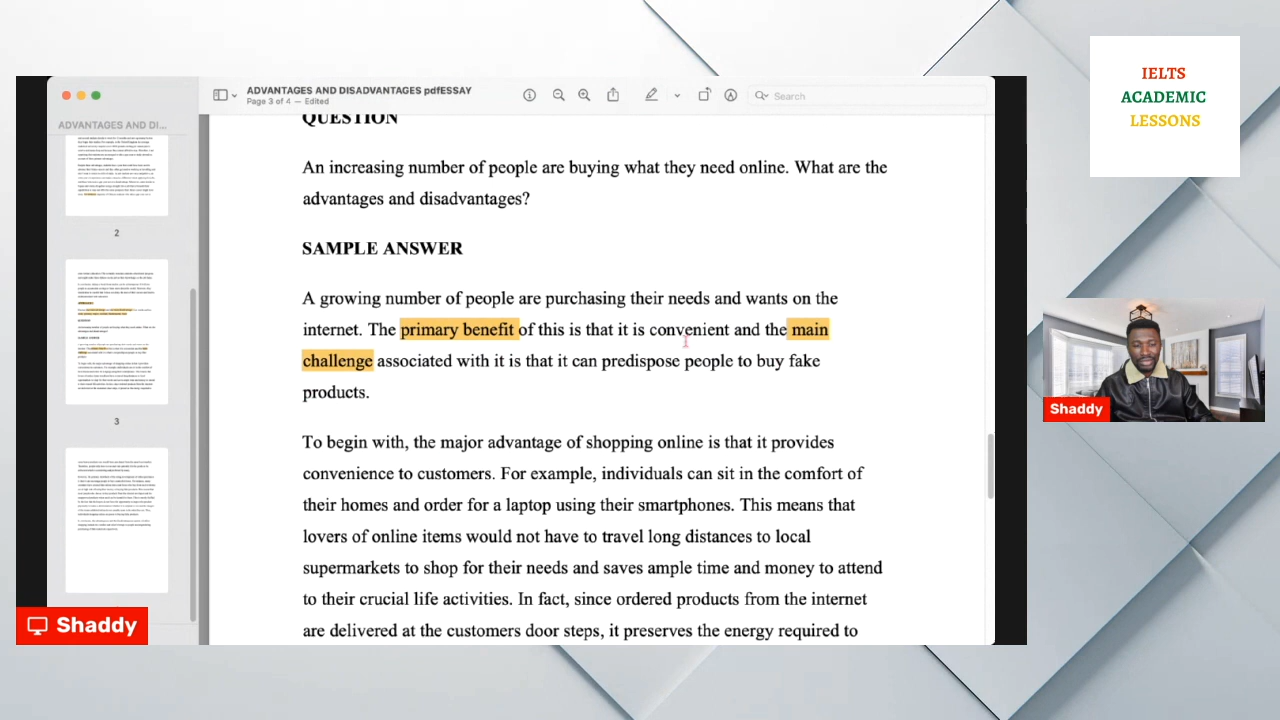 ADVANTAGES AND DISADVANTAGES pdfESSAY
Page 3 of 4 — Edited
Search
ADVANTAGES AND DI...
2
3
QUESTION
An increasing number of people are buying what they need online. What are the
advantages and disadvantages?
SAMPLE ANSWER
A growing number of people are purchasing their needs and wants on the
internet. The primary benefit of this is that it is convenient and the main
challenge associated with it is that it can predispose people to buy fake
products.
To begin with, the major advantage of shopping online is that it provides
convenience to customers. For example, individuals can sit in the comfort of
their homes and order for a laptop using their smartphones. This means that
lovers of online items would not have to travel long distances to local
supermarkets to shop for their needs and saves ample time and money to attend
to their crucial life activities. In fact, since ordered products from the internet
are delivered at the customers door steps, it preserves the energy required to
Shaddy
IELTS
ACADEMIC
LESSONS
Shaddy